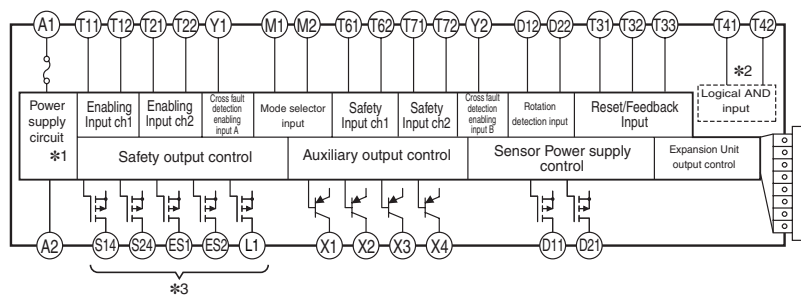 A1 T11 T12 T21 T22 Y1 M1 M2 T61 T62 T71 T72 Y2 D12 D22 T31 T32 T33 T41 T42
*2
Power
supply
circuit
*1
Enabling
Input ch1
Enabling
Input ch2
Cross fault
detection
enabling
input A
Mode selector
input
Safety
Input ch1
Safety
Input ch2
Cross fault
detection
enabling
input B
Rotation
detection input
Reset/Feedback
Input
Logical AND
input
Safety output control
Auxiliary output control
Sensor Power supply
control
Expansion Unit
output control
A2 S14 S24 ES1 ES2 L1 X1 X2 X3 X4 D11 D21
*3